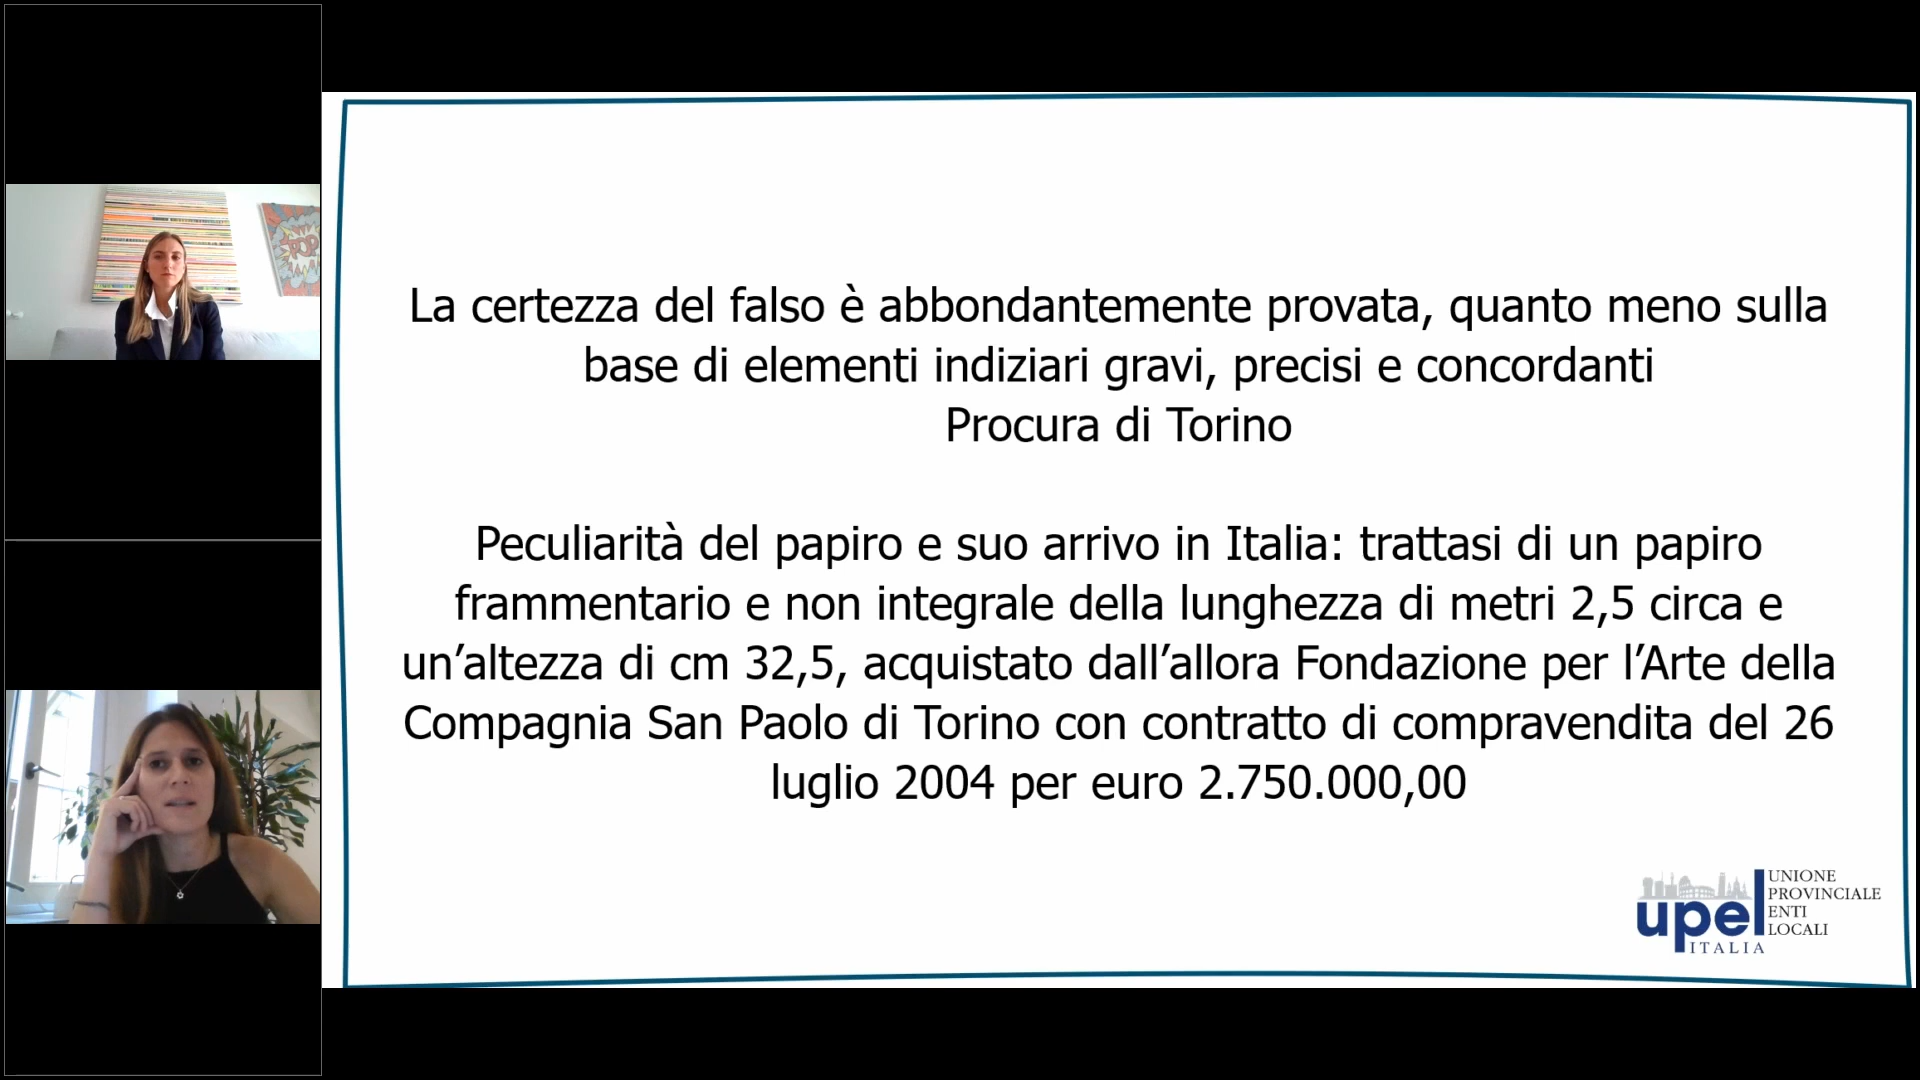 POP
La certezza del falso è abbondantemente provata, quanto meno sulla
base di elementi indiziari gravi, precisi e concordanti
Procura di Torino
Peculiarità del papiro e suo arrivo in Italia: trattasi di un papiro
frammentario e non integrale della lunghezza di metri 2,5 circa e
un’altezza di cm 32,5, acquistato dall’allora Fondazione per l’Arte della
Compagnia San Paolo di Torino con contratto di compravendita del 26
luglio 2004 per euro 2.750.000,00
upel
ITALIA
UNIONE
PROVINCIALE
ENTI
LOCALI